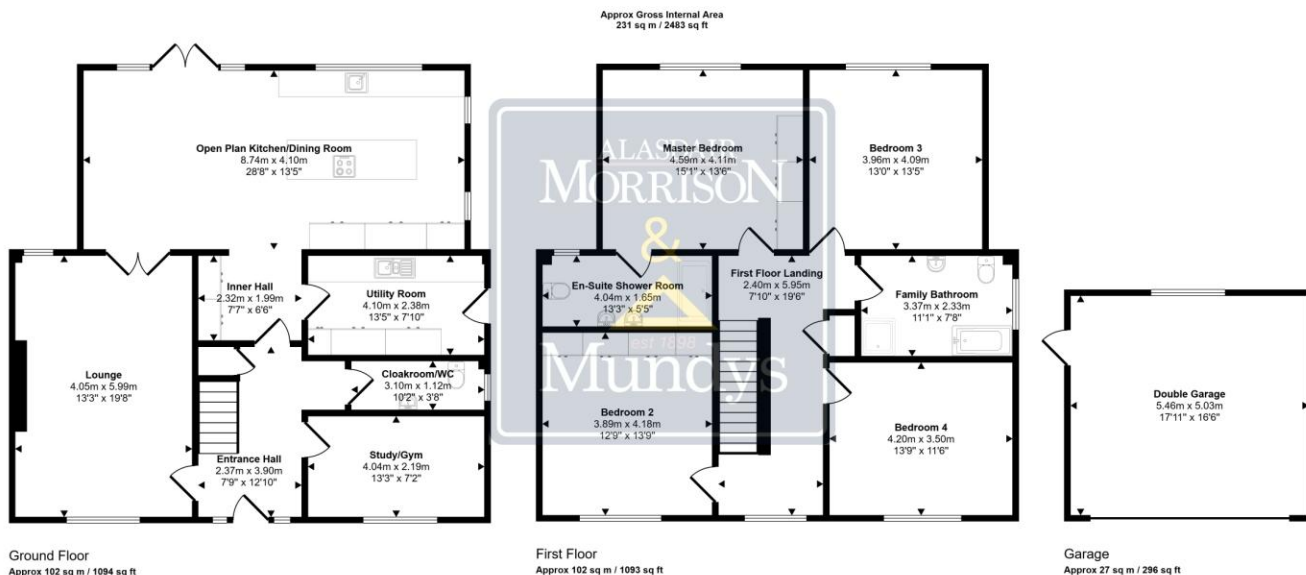 Approx Gross Internal Area
231 sq m / 2483 sq ft
Open Plan Kitchen/Dining Room
8.74m x 4.10m
28'8" x 13'5"
Inner Hall
2.32m x 1.99m
7'7" x 6'6"
Utility Room
4.10m x 2.38m
13'5" x 7'10"
Lounge
4.05m x 5.99m
13'3" x 19'8"
Cloakroom/WC
3.10m x 1.12m
10'2" x 3'8"
Entrance Hall
2.37m x 3.90m
7'9" x 12'10"
Study/Gym
4.04m x 2.19m
13'3" x 7'2"
Ground Floor
Approx 102 sq m / 1094 sq ft
Master Bedroom
4.59m x 4.11m
15'1" x 13'6"
Bedroom 3
3.96m x 4.09m
13'0" x 13'5"
En-Suite Shower Room
4.04m x 1.65m
13'3" x 5'5"
First Floor Landing
2.40m x 5.95m
7'10" x 19'6"
Family Bathroom
3.37m x 2.33m
11'1" x 7'8"
Bedroom 2
3.89m x 4.18m
12'9" x 13'9"
Bedroom 4
4.20m x 3.50m
13'9" x 11'6"
First Floor
Approx 102 sq m / 1093 sq ft
Double Garage
5.46m x 5.03m
17'11" x 16'6"
Garage
Approx 27 sq m / 296 sq ft
ALASDAIR
MORRISON
&
est 1898
Mundys